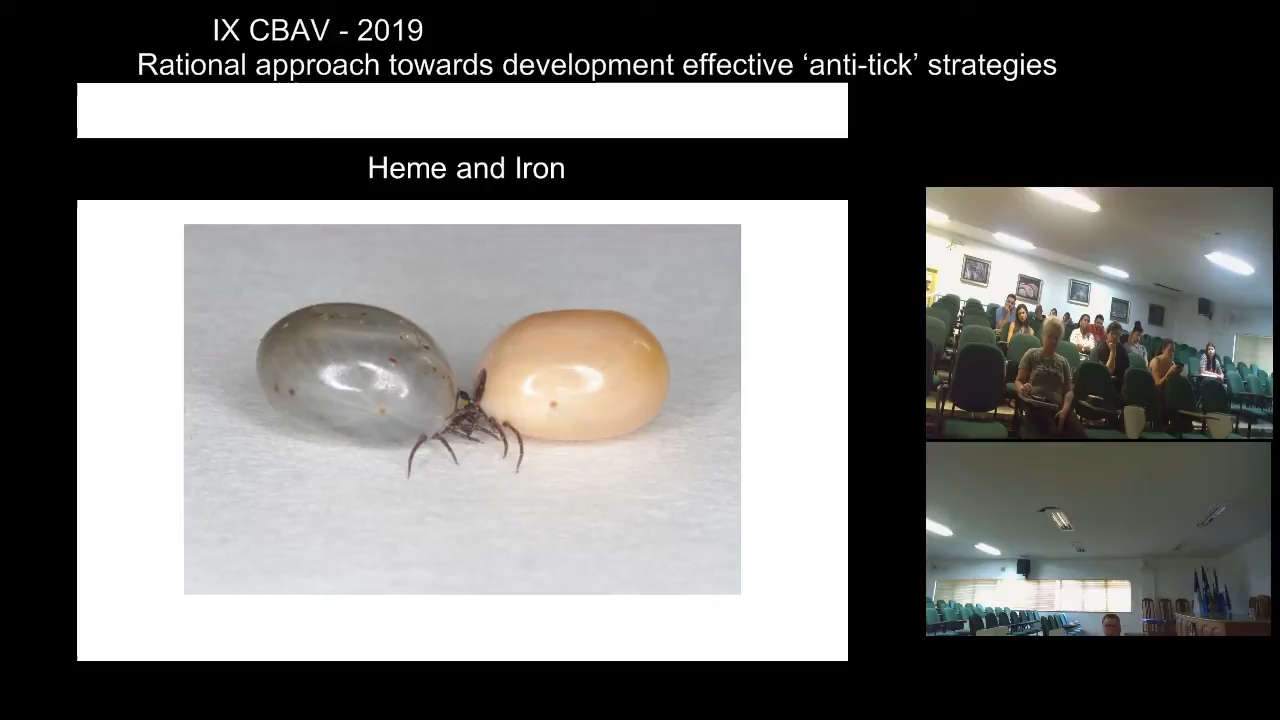 IX CBAV - 2019
Rational approach towards development effective ‘anti-tick’ strategies
Heme and Iron